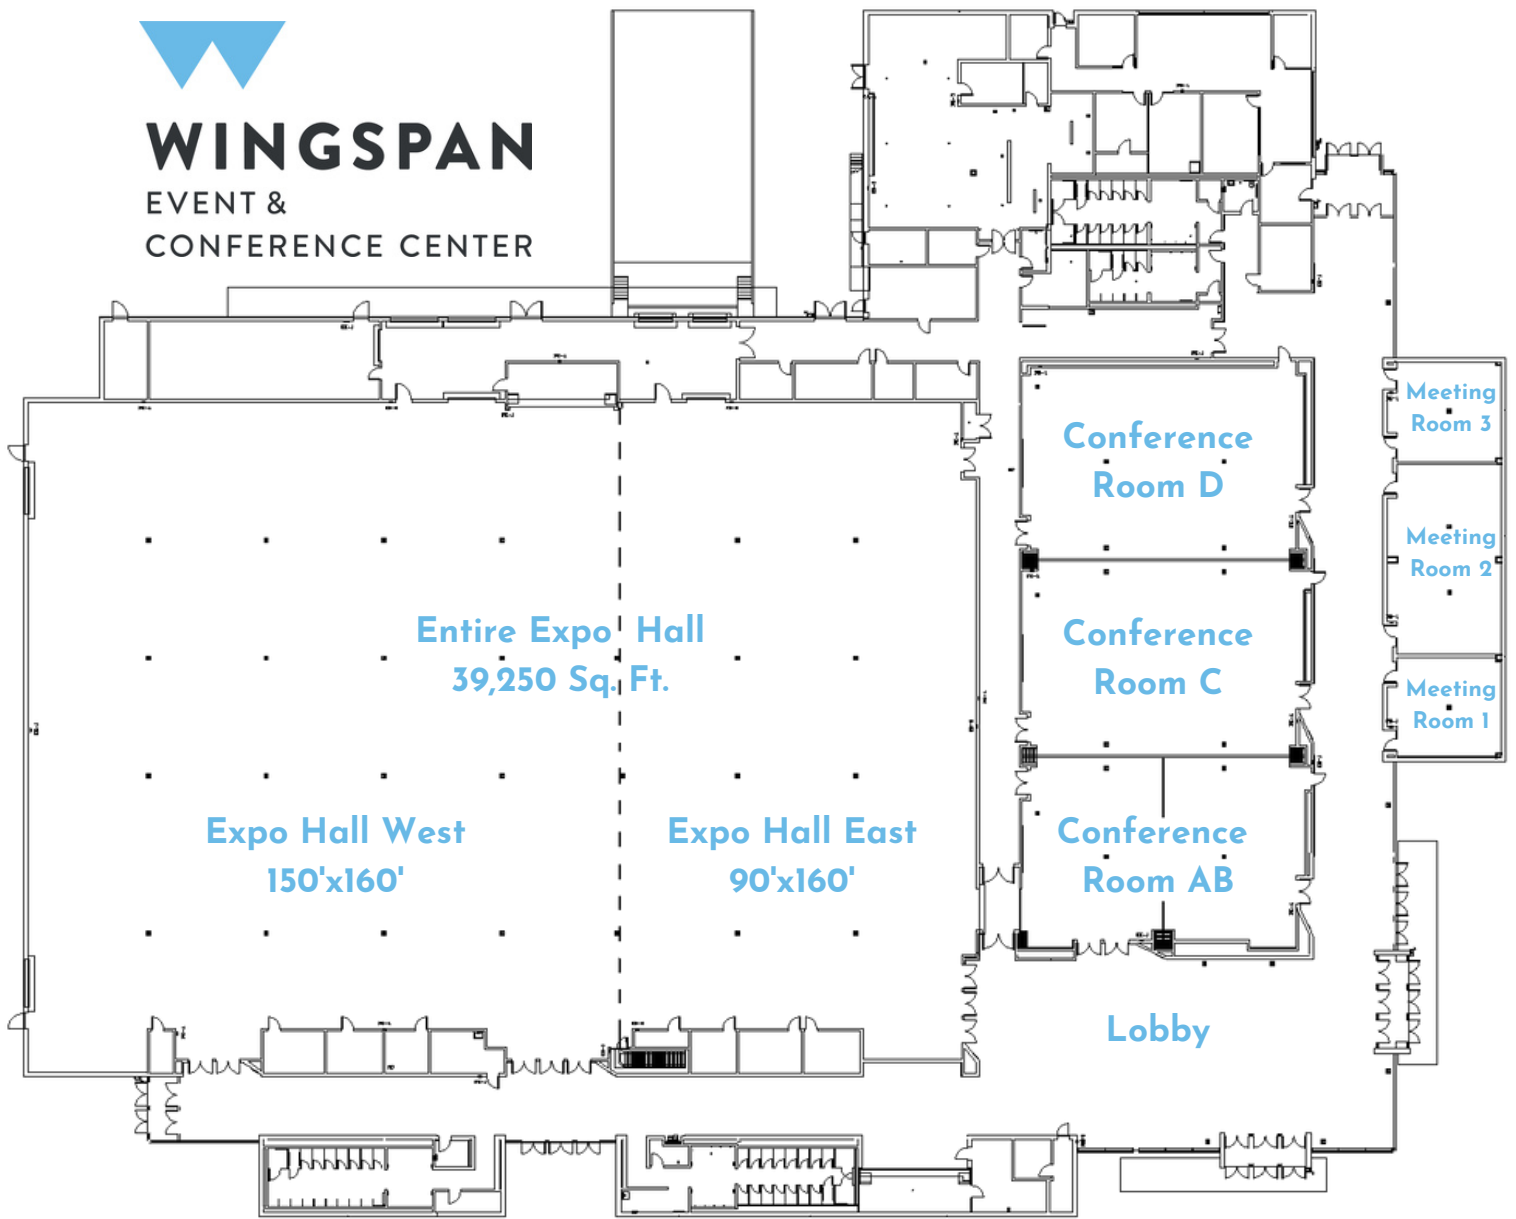 WINGSPAN
EVENT &
CONFERENCE CENTER
Meeting
Room 3
Conference
Room D
Meeting
Room 2
Entire Expo Hall
39,250 Sq. Ft.
Conference
Room C
Meeting
Room 1
Expo Hall West
150'x160'
Expo Hall East
90'x160'
Conference
Room AB
Lobby